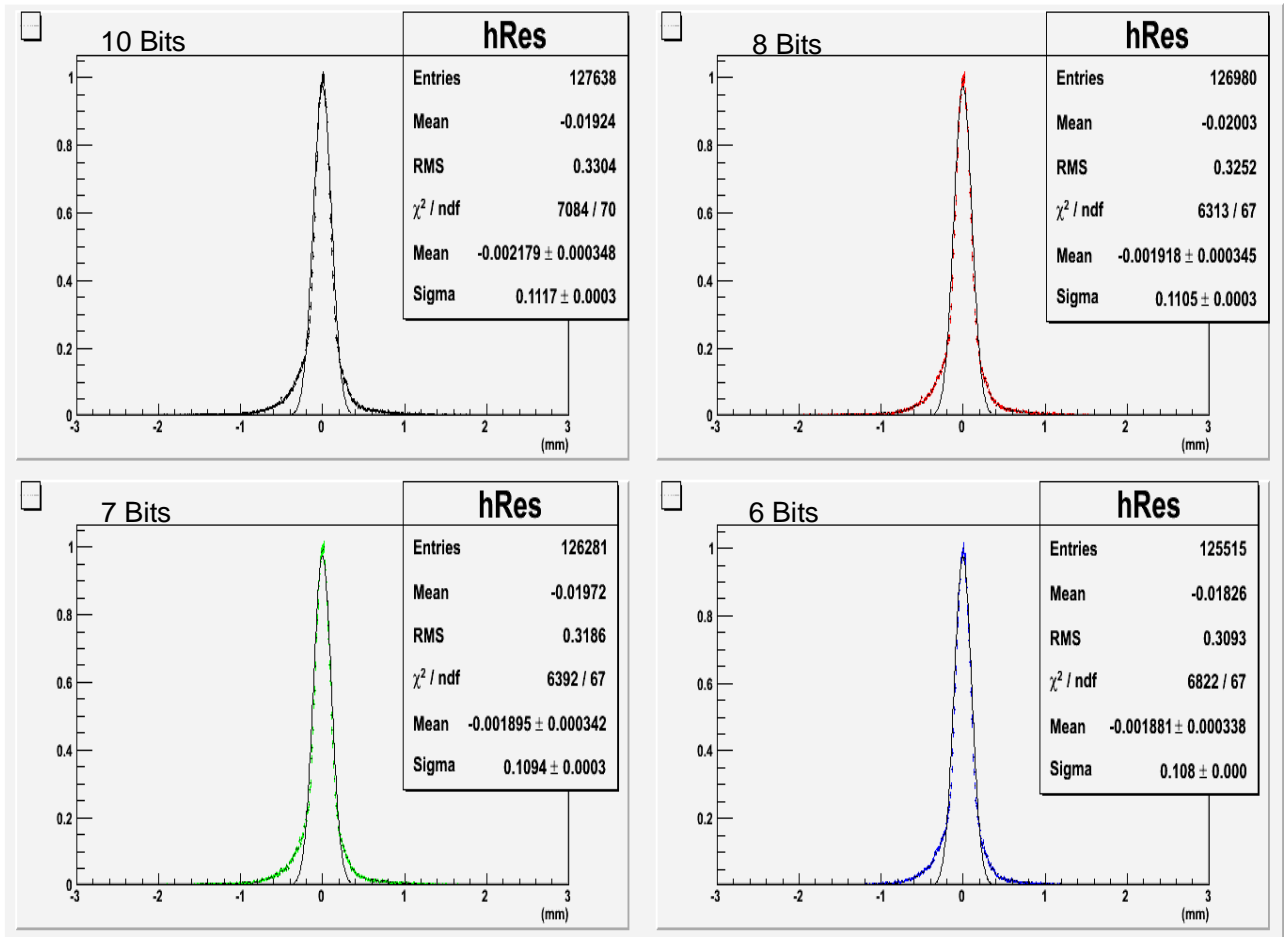 10 Bits
hRes
Entries 127638
Mean -0.01924
RMS 0.3304
χ² / ndf 7084 / 70
Mean -0.002179 ± 0.000348
Sigma 0.1117 ± 0.0003
1
0.8
0.6
0.4
0.2
0
-3 -2 -1 0 1 2 3
(mm)
8 Bits
hRes
Entries 126980
Mean -0.02003
RMS 0.3252
χ² / ndf 6313 / 67
Mean -0.001918 ± 0.000345
Sigma 0.1105 ± 0.0003
1
0.8
0.6
0.4
0.2
0
-3 -2 -1 0 1 2 3
(mm)
7 Bits
hRes
Entries 126281
Mean -0.01972
RMS 0.3186
χ² / ndf 6392 / 67
Mean -0.001895 ± 0.000342
Sigma 0.1094 ± 0.0003
1
0.8
0.6
0.4
0.2
0
-3 -2 -1 0 1 2 3
(mm)
6 Bits
hRes
Entries 125515
Mean -0.01826
RMS 0.3093
χ² / ndf 6822 / 67
Mean -0.001881 ± 0.000338
Sigma 0.108 ± 0.000
1
0.8
0.6
0.4
0.2
0
-3 -2 -1 0 1 2 3
(mm)